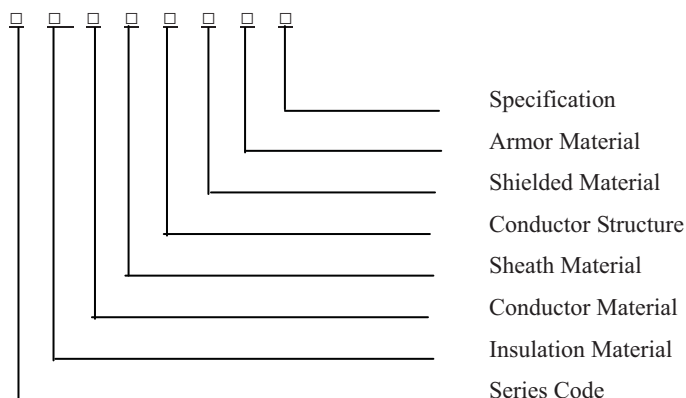 □ □ □ □ □ □ □ □
Specification
Armor Material
Shielded Material
Conductor Structure
Sheath Material
Conductor Material
Insulation Material
Series Code